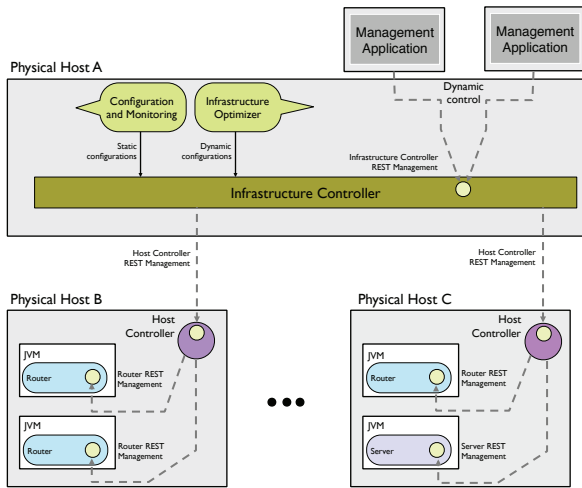 Management
Application
Management
Application
Physical Host A
Dynamic
control
Configuration
and Monitoring
Infrastructure
Optimizer
Static
configurations
Dynamic
configurations
Infrastructure Controller
REST Management
Infrastructure Controller
Host Controller
REST Management
Host Controller
REST Management
Physical Host B
Host
Controller
JVM
Router
Router REST
Management
JVM
Router
Router REST
Management
Physical Host C
Host
Controller
JVM
Router
Router REST
Management
JVM
Server
Server REST
Management